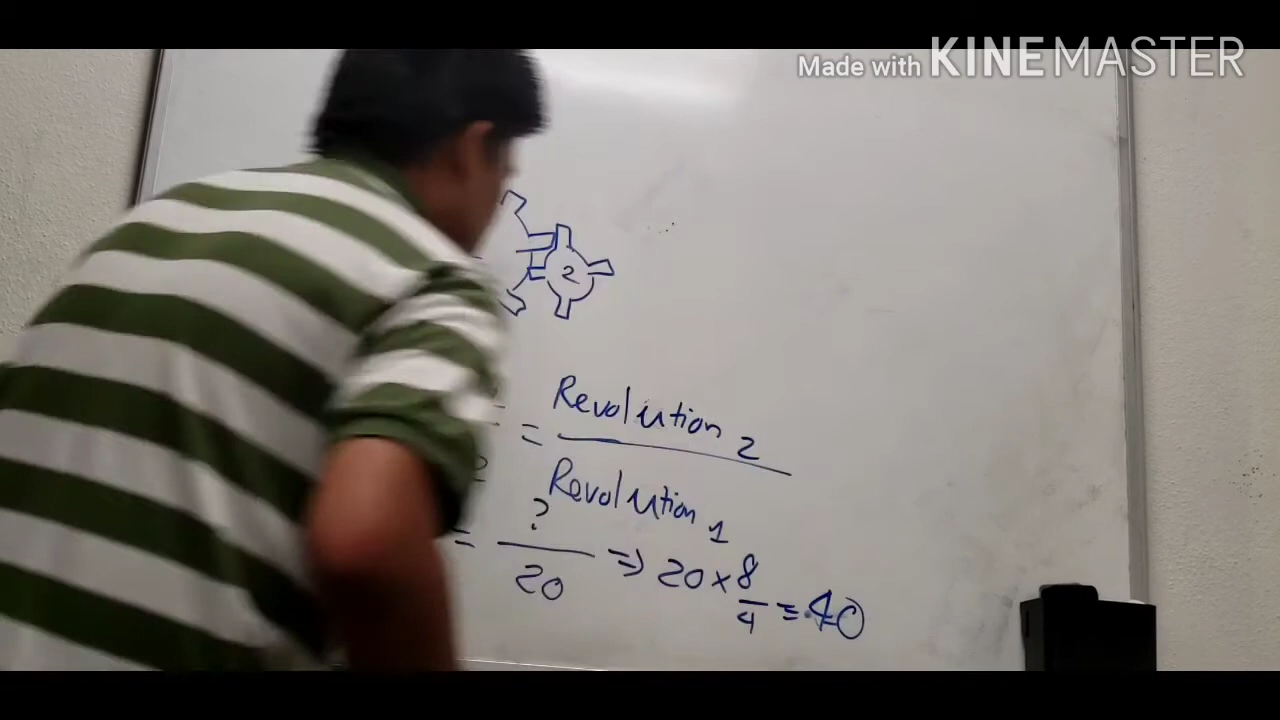 Made with KINEMASTER
2
= Revolution 2
Revolution 1
= ? / 20 => 20 × 8/4 = 40